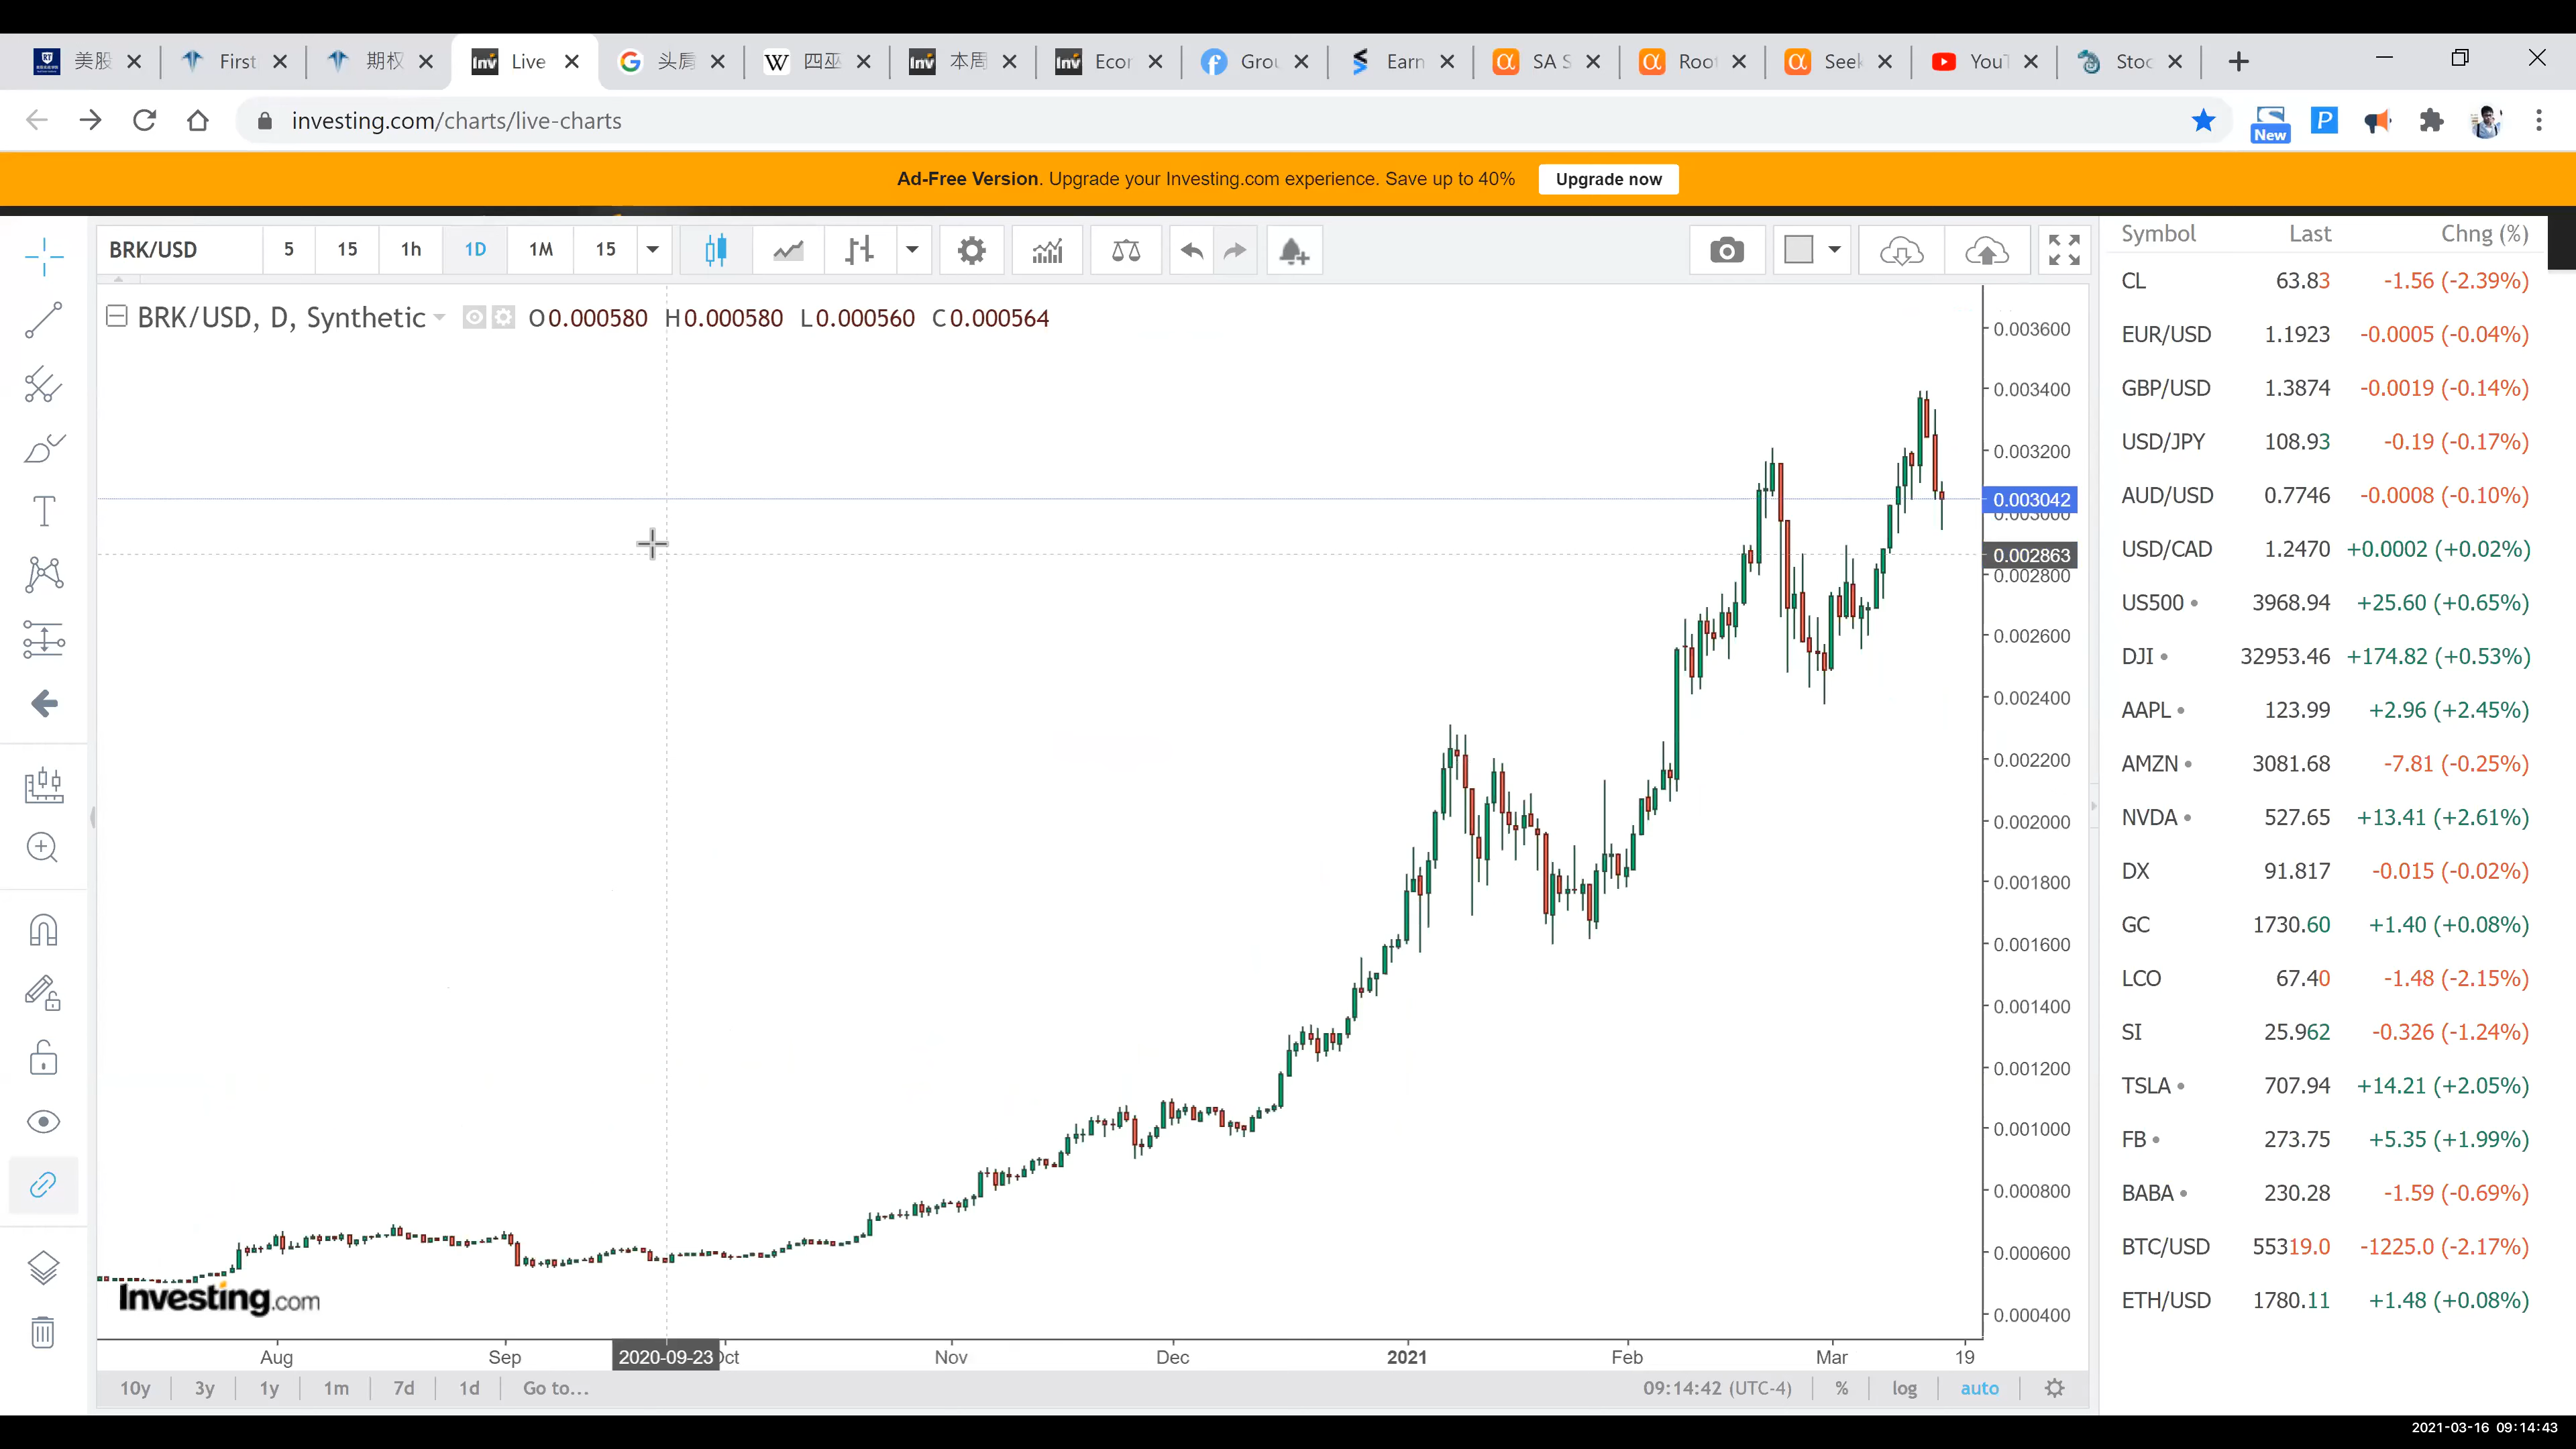 美股 First 期权 Live 头肩 四巫 本周 Econ Grou Earn SA S Root Seek YouT Stoc
investing.com/charts/live-charts
New
Ad-Free Version. Upgrade your Investing.com experience. Save up to 40% Upgrade now
BRK/USD 5 15 1h 1D 1M 15
BRK/USD, D, Synthetic O0.000580 H0.000580 L0.000560 C0.000564
0.003600
0.003400
0.003200
0.003042
0.003000
0.002863
0.002800
0.002600
0.002400
0.002200
0.002000
0.001800
0.001600
0.001400
0.001200
0.001000
0.000800
0.000600
0.000400
Investing.com
Aug Sep 2020-09-23 Oct Nov Dec 2021 Feb Mar 19
10y 3y 1y 1m 7d 1d Go to... 09:14:42 (UTC-4) % log auto
Symbol Last Chng (%)
CL 63.83 -1.56 (-2.39%)
EUR/USD 1.1923 -0.0005 (-0.04%)
GBP/USD 1.3874 -0.0019 (-0.14%)
USD/JPY 108.93 -0.19 (-0.17%)
AUD/USD 0.7746 -0.0008 (-0.10%)
USD/CAD 1.2470 +0.0002 (+0.02%)
US500 3968.94 +25.60 (+0.65%)
DJI 32953.46 +174.82 (+0.53%)
AAPL 123.99 +2.96 (+2.45%)
AMZN 3081.68 -7.81 (-0.25%)
NVDA 527.65 +13.41 (+2.61%)
DX 91.817 -0.015 (-0.02%)
GC 1730.60 +1.40 (+0.08%)
LCO 67.40 -1.48 (-2.15%)
SI 25.962 -0.326 (-1.24%)
TSLA 707.94 +14.21 (+2.05%)
FB 273.75 +5.35 (+1.99%)
BABA 230.28 -1.59 (-0.69%)
BTC/USD 55319.0 -1225.0 (-2.17%)
ETH/USD 1780.11 +1.48 (+0.08%)
2021-03-16 09:14:43